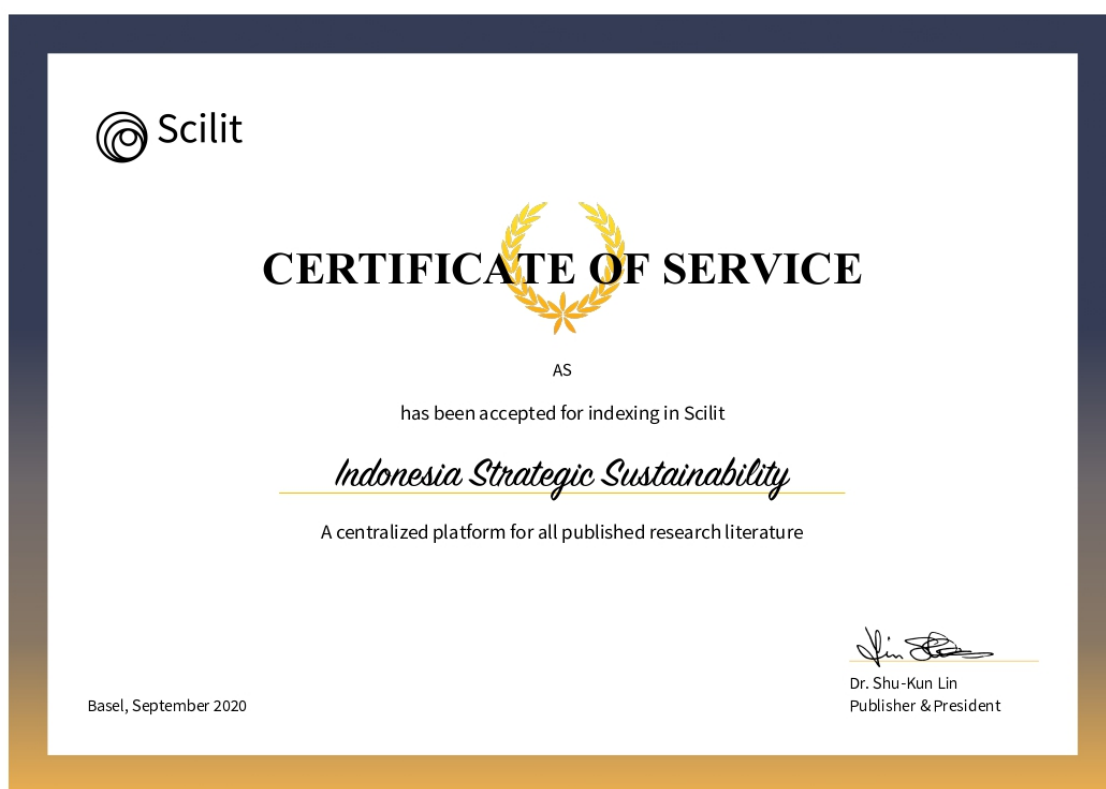 Scilit
CERTIFICATE OF SERVICE
AS
has been accepted for indexing in Scilit
Indonesia Strategic Sustainability
A centralized platform for all published research literature
Dr. Shu-Kun Lin
Publisher & President
Basel, September 2020